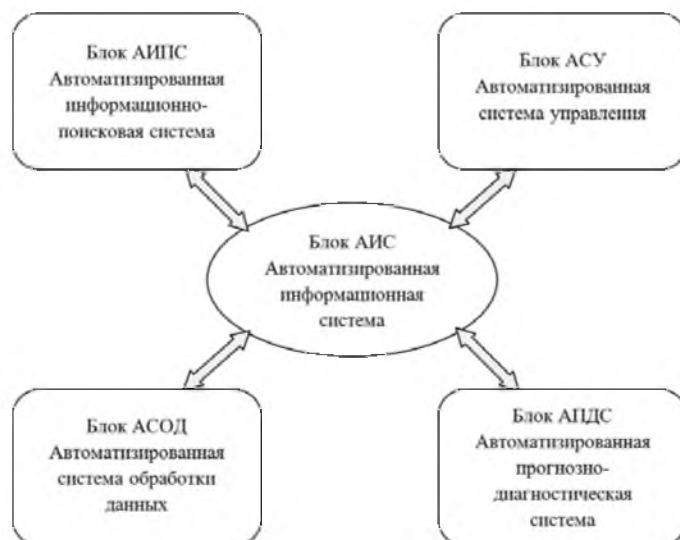 Блок АИПС
Автоматизированная
информационно-
поисковая система
Блок АСУ
Автоматизированная
система управления
Блок АИС
Автоматизированная
информационная
система
Блок АСОД
Автоматизированная
система обработки
данных
Блок АПДС
Автоматизированная
прогнозно-
диагностическая
система